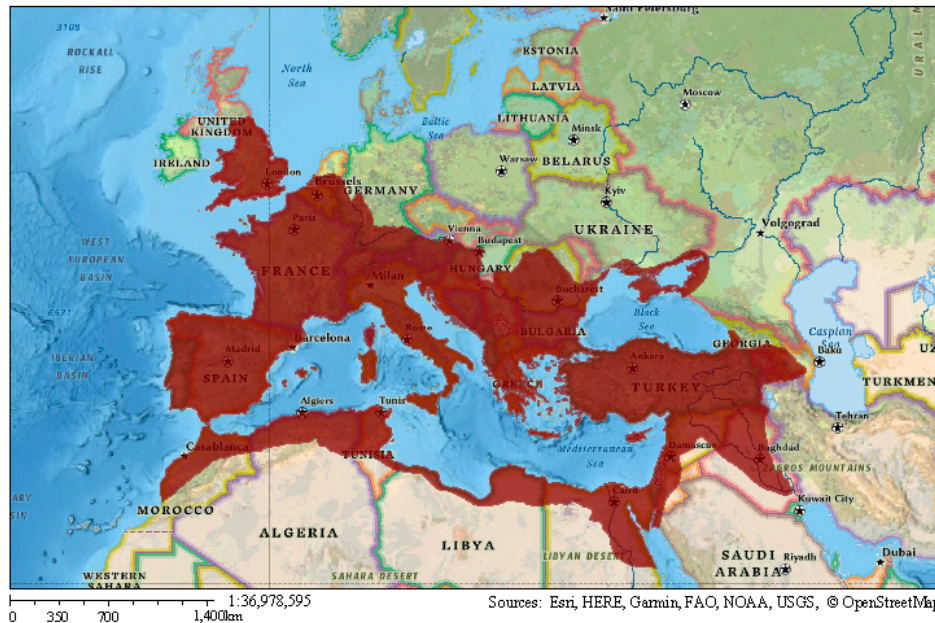 Saint Petersburg
3108
ROCKALL
RISE
North
Sea
ESTONIA
LATVIA
Moscow
Baltic
Sea
LITHUANIA
UNITED
KINGDOM
Minsk
IRELAND
Warsaw
BELARUS
London
Brussels
GERMANY
Kyiv
Paris
Vienna
UKRAINE
Volgograd
WEST
EUROPEAN
BASIN
Budapest
FRANCE
HUNGARY
Milan
Bucharest
Black
Sea
Caspian
Sea
Rome
BULGARIA
GEORGIA
Barcelona
IBERIAN
BASIN
Madrid
SPAIN
Ankara
Baku
TURKEY
TURKMEN
GREECE
Algiers
Tunis
Tehran
Casablanca
TUNISIA
Mediterranean
Sea
Damascus
Baghdad
ZAGROS MOUNTAINS
Cairo
Kuwait City
MOROCCO
ALGERIA
LIBYA
LIBYAN DESERT
SAUDI
ARABIA
Riyadh
Dubai
WESTERN
SAHARA
SAHARA DESERT
1:36,978,595
0 350 700 1,400km
Sources: Esri, HERE, Garmin, FAO, NOAA, USGS, © OpenStreetMap